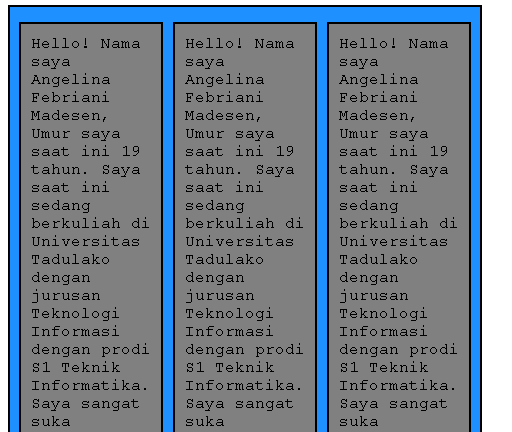 Hello! Nama
saya
Angelina
Febriani
Madesen,
Umur saya
saat ini 19
tahun. Saya
saat ini
sedang
berkuliah di
Universitas
Tadulako
dengan
jurusan
Teknologi
Informasi
dengan prodi
S1 Teknik
Informatika.
Saya sangat
suka
Hello! Nama
saya
Angelina
Febriani
Madesen,
Umur saya
saat ini 19
tahun. Saya
saat ini
sedang
berkuliah di
Universitas
Tadulako
dengan
jurusan
Teknologi
Informasi
dengan prodi
S1 Teknik
Informatika.
Saya sangat
suka
Hello! Nama
saya
Angelina
Febriani
Madesen,
Umur saya
saat ini 19
tahun. Saya
saat ini
sedang
berkuliah di
Universitas
Tadulako
dengan
jurusan
Teknologi
Informasi
dengan prodi
S1 Teknik
Informatika.
Saya sangat
suka